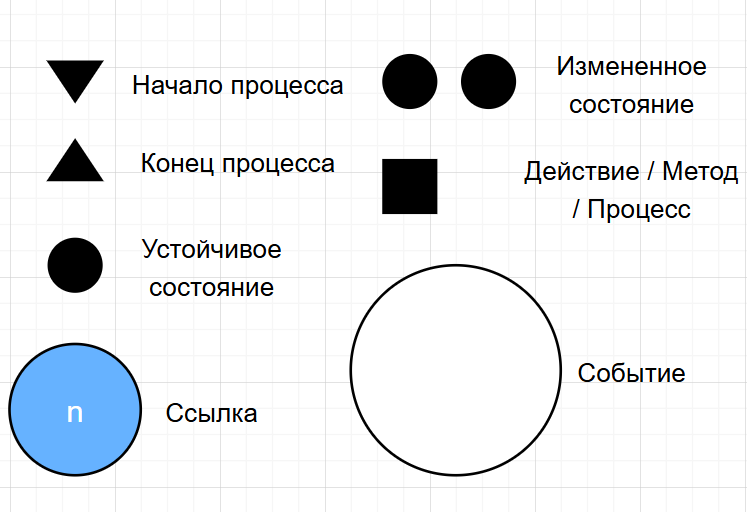 Начало процесса
Измененное
состояние
Конец процесса
Действие / Метод
/ Процесс
Устойчивое
состояние
n
Ссылка
Событие